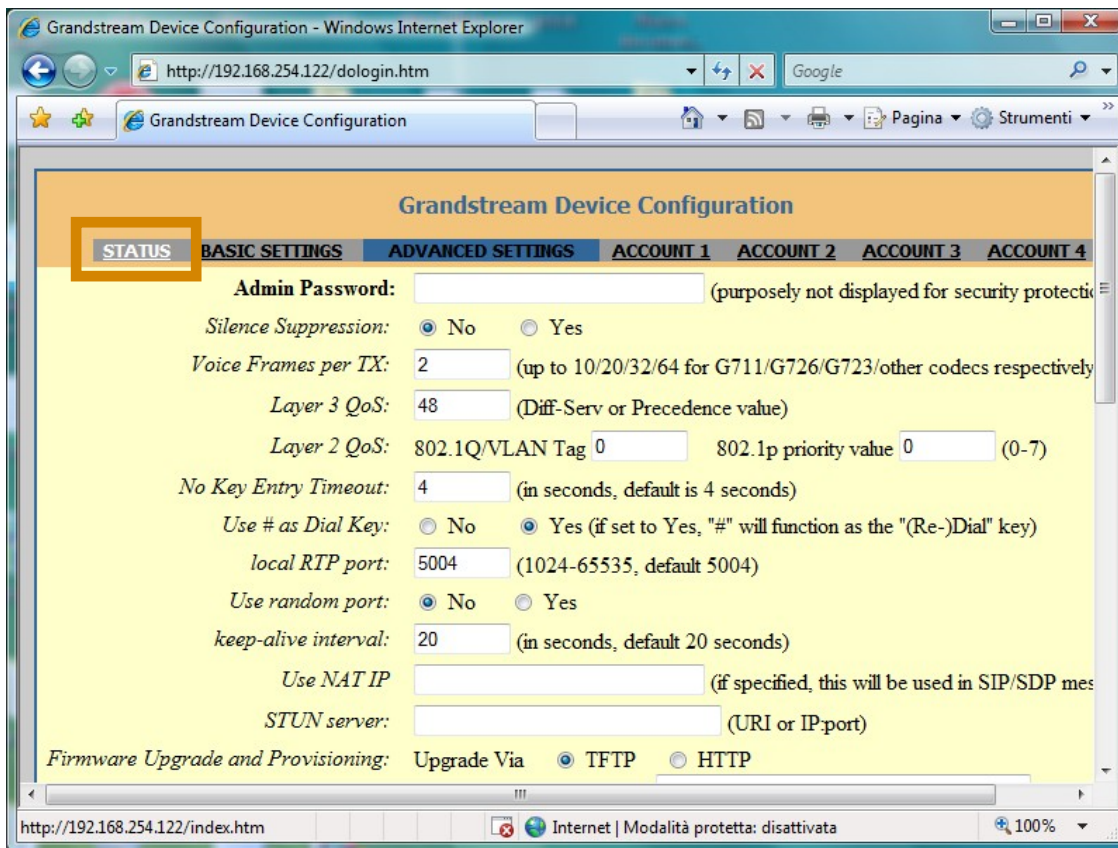 Grandstream Device Configuration - Windows Internet Explorer
http://192.168.254.122/dologin.htm
Google
Grandstream Device Configuration
Pagina
Strumenti
Grandstream Device Configuration
STATUS BASIC SETTINGS ADVANCED SETTINGS ACCOUNT 1 ACCOUNT 2 ACCOUNT 3 ACCOUNT 4
Admin Password: (purposely not displayed for security protectio
Silence Suppression: No Yes
Voice Frames per TX: 2 (up to 10/20/32/64 for G711/G726/G723/other codecs respectively
Layer 3 QoS: 48 (Diff-Serv or Precedence value)
Layer 2 QoS: 802.1Q/VLAN Tag 0 802.1p priority value 0 (0-7)
No Key Entry Timeout: 4 (in seconds, default is 4 seconds)
Use # as Dial Key: No Yes (if set to Yes, "#" will function as the "(Re-)Dial" key)
local RTP port: 5004 (1024-65535, default 5004)
Use random port: No Yes
keep-alive interval: 20 (in seconds, default 20 seconds)
Use NAT IP (if specified, this will be used in SIP/SDP mes
STUN server: (URI or IP:port)
Firmware Upgrade and Provisioning: Upgrade Via TFTP HTTP
http://192.168.254.122/index.htm
Internet | Modalità protetta: disattivata
100%